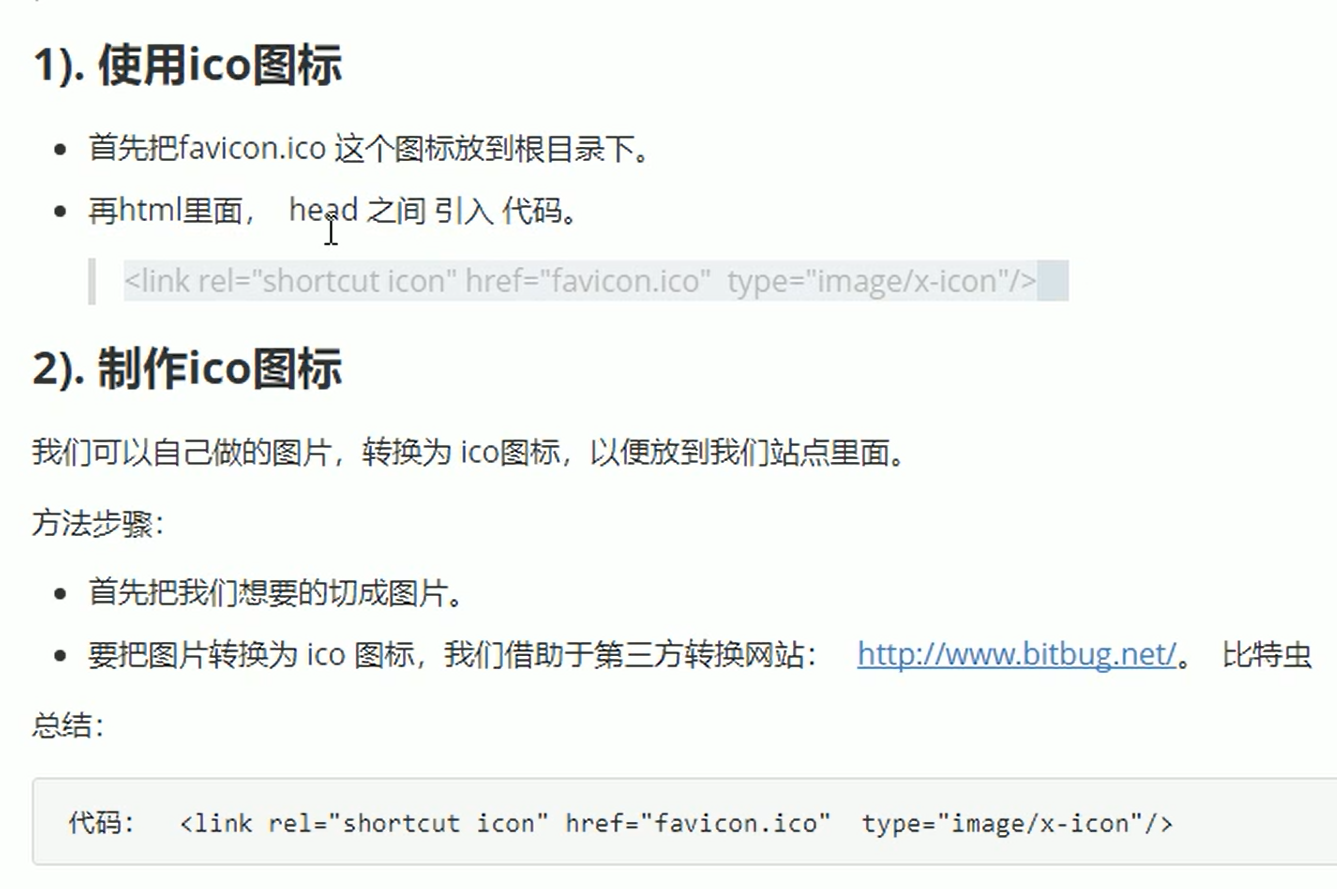 1). 使用ico图标
首先把favicon.ico 这个图标放到根目录下。
再html里面， head 之间 引入 代码。
<link rel="shortcut icon" href="favicon.ico"  type="image/x-icon"/>
2). 制作ico图标
我们可以自己做的图片，转换为 ico图标，以便放到我们站点里面。
方法步骤：
首先把我们想要的切成图片。
要把图片转换为 ico 图标，我们借助于第三方转换网站： http://www.bitbug.net/。 比特虫
总结：
代码：  <link rel="shortcut icon" href="favicon.ico"  type="image/x-icon"/>